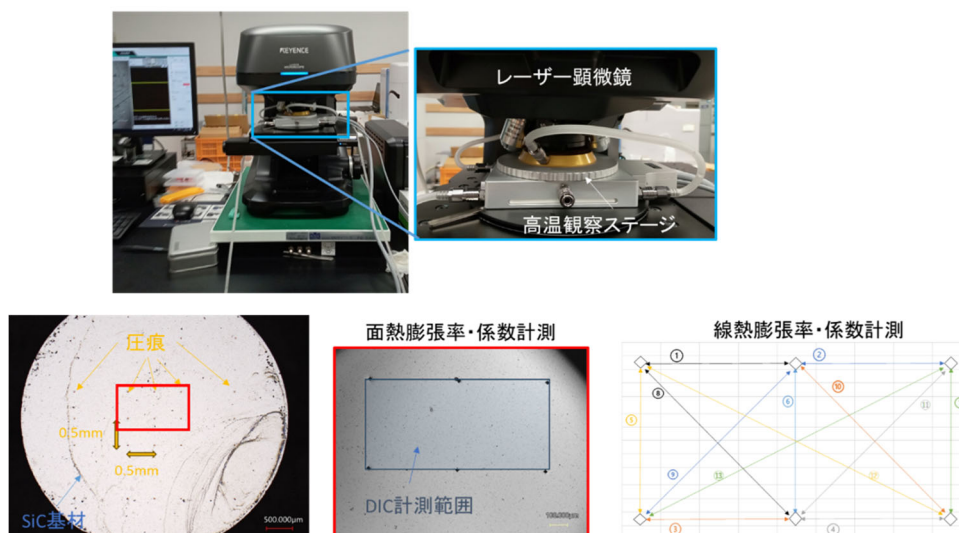 KEYENCE
レーザー顕微鏡
高温観察ステージ
圧痕
0.5mm
0.5mm
SiC基材
500.000μm
面熱膨張率・係数計測
DIC計測範囲
100.000μm
線熱膨張率・係数計測
①
②
⑧
⑩
⑤
⑥
⑪
⑨
⑬
③
④